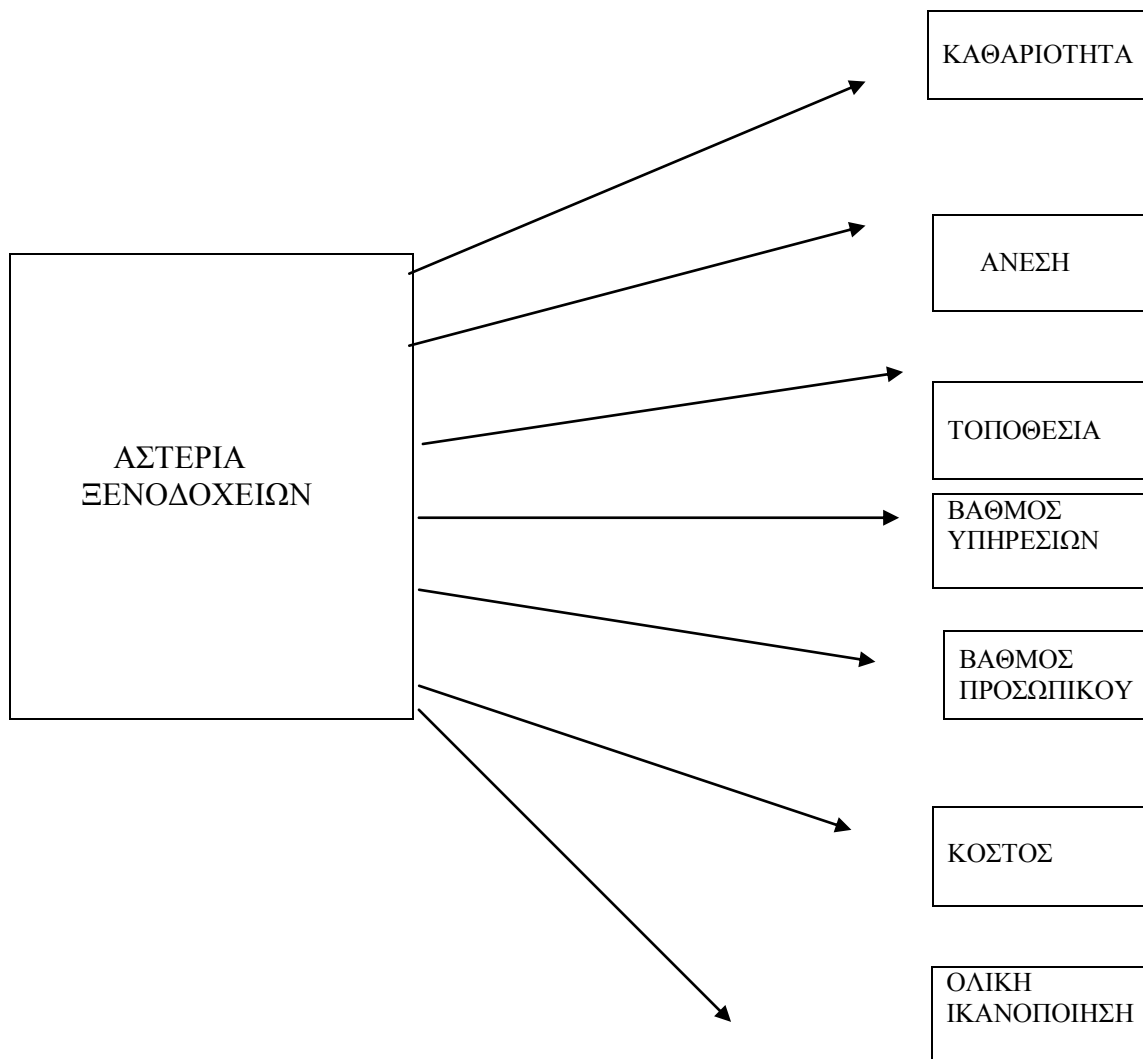 ΚΑΘΑΡΙΟΤΗΤΑ
ΑΝΕΣΗ
ΤΟΠΟΘΕΣΙΑ
ΑΣΤΕΡΙΑ
ΞΕΝΟΔΟΧΕΙΩΝ
ΒΑΘΜΟΣ
ΥΠΗΡΕΣΙΩΝ
ΒΑΘΜΟΣ
ΠΡΟΣΩΠΙΚΟΥ
ΚΟΣΤΟΣ
ΟΛΙΚΗ
ΙΚΑΝΟΠΟΙΗΣΗ